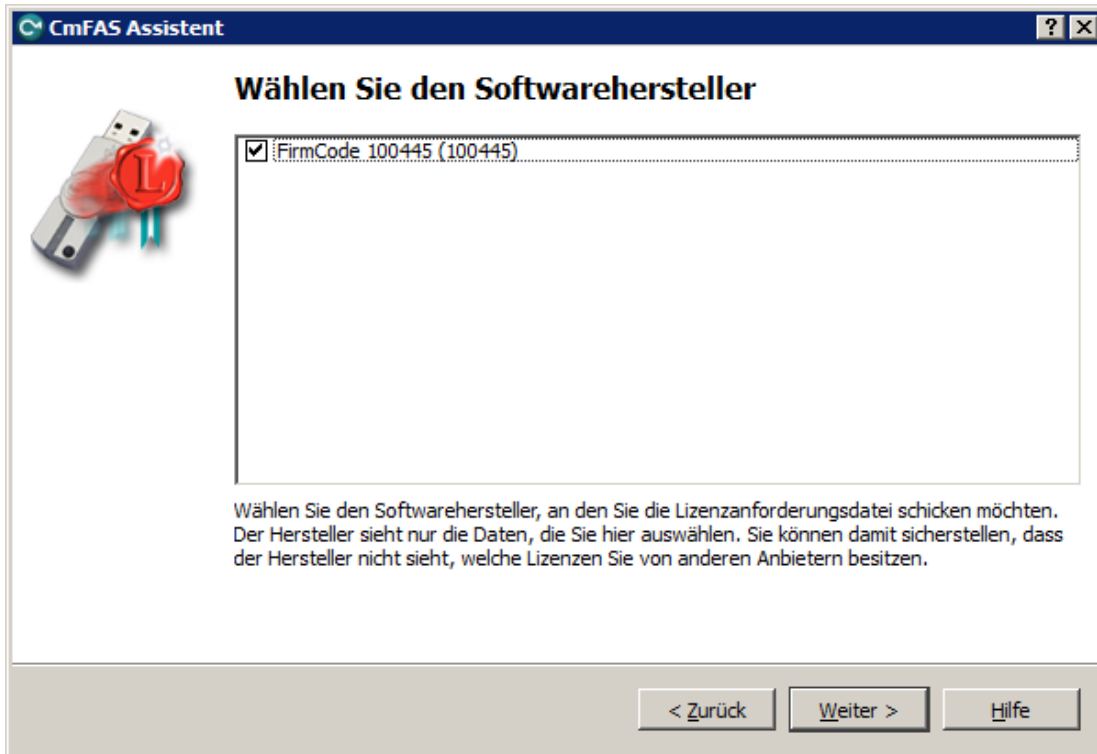 CmFAS Assistent
Wählen Sie den Softwarehersteller
FirmCode 100445 (100445)
L
Wählen Sie den Softwarehersteller, an den Sie die Lizenzanforderungsdatei schicken möchten.
Der Hersteller sieht nur die Daten, die Sie hier auswählen. Sie können damit sicherstellen, dass
der Hersteller nicht sieht, welche Lizenzen Sie von anderen Anbietern besitzen.
< Zurück
Weiter >
Hilfe